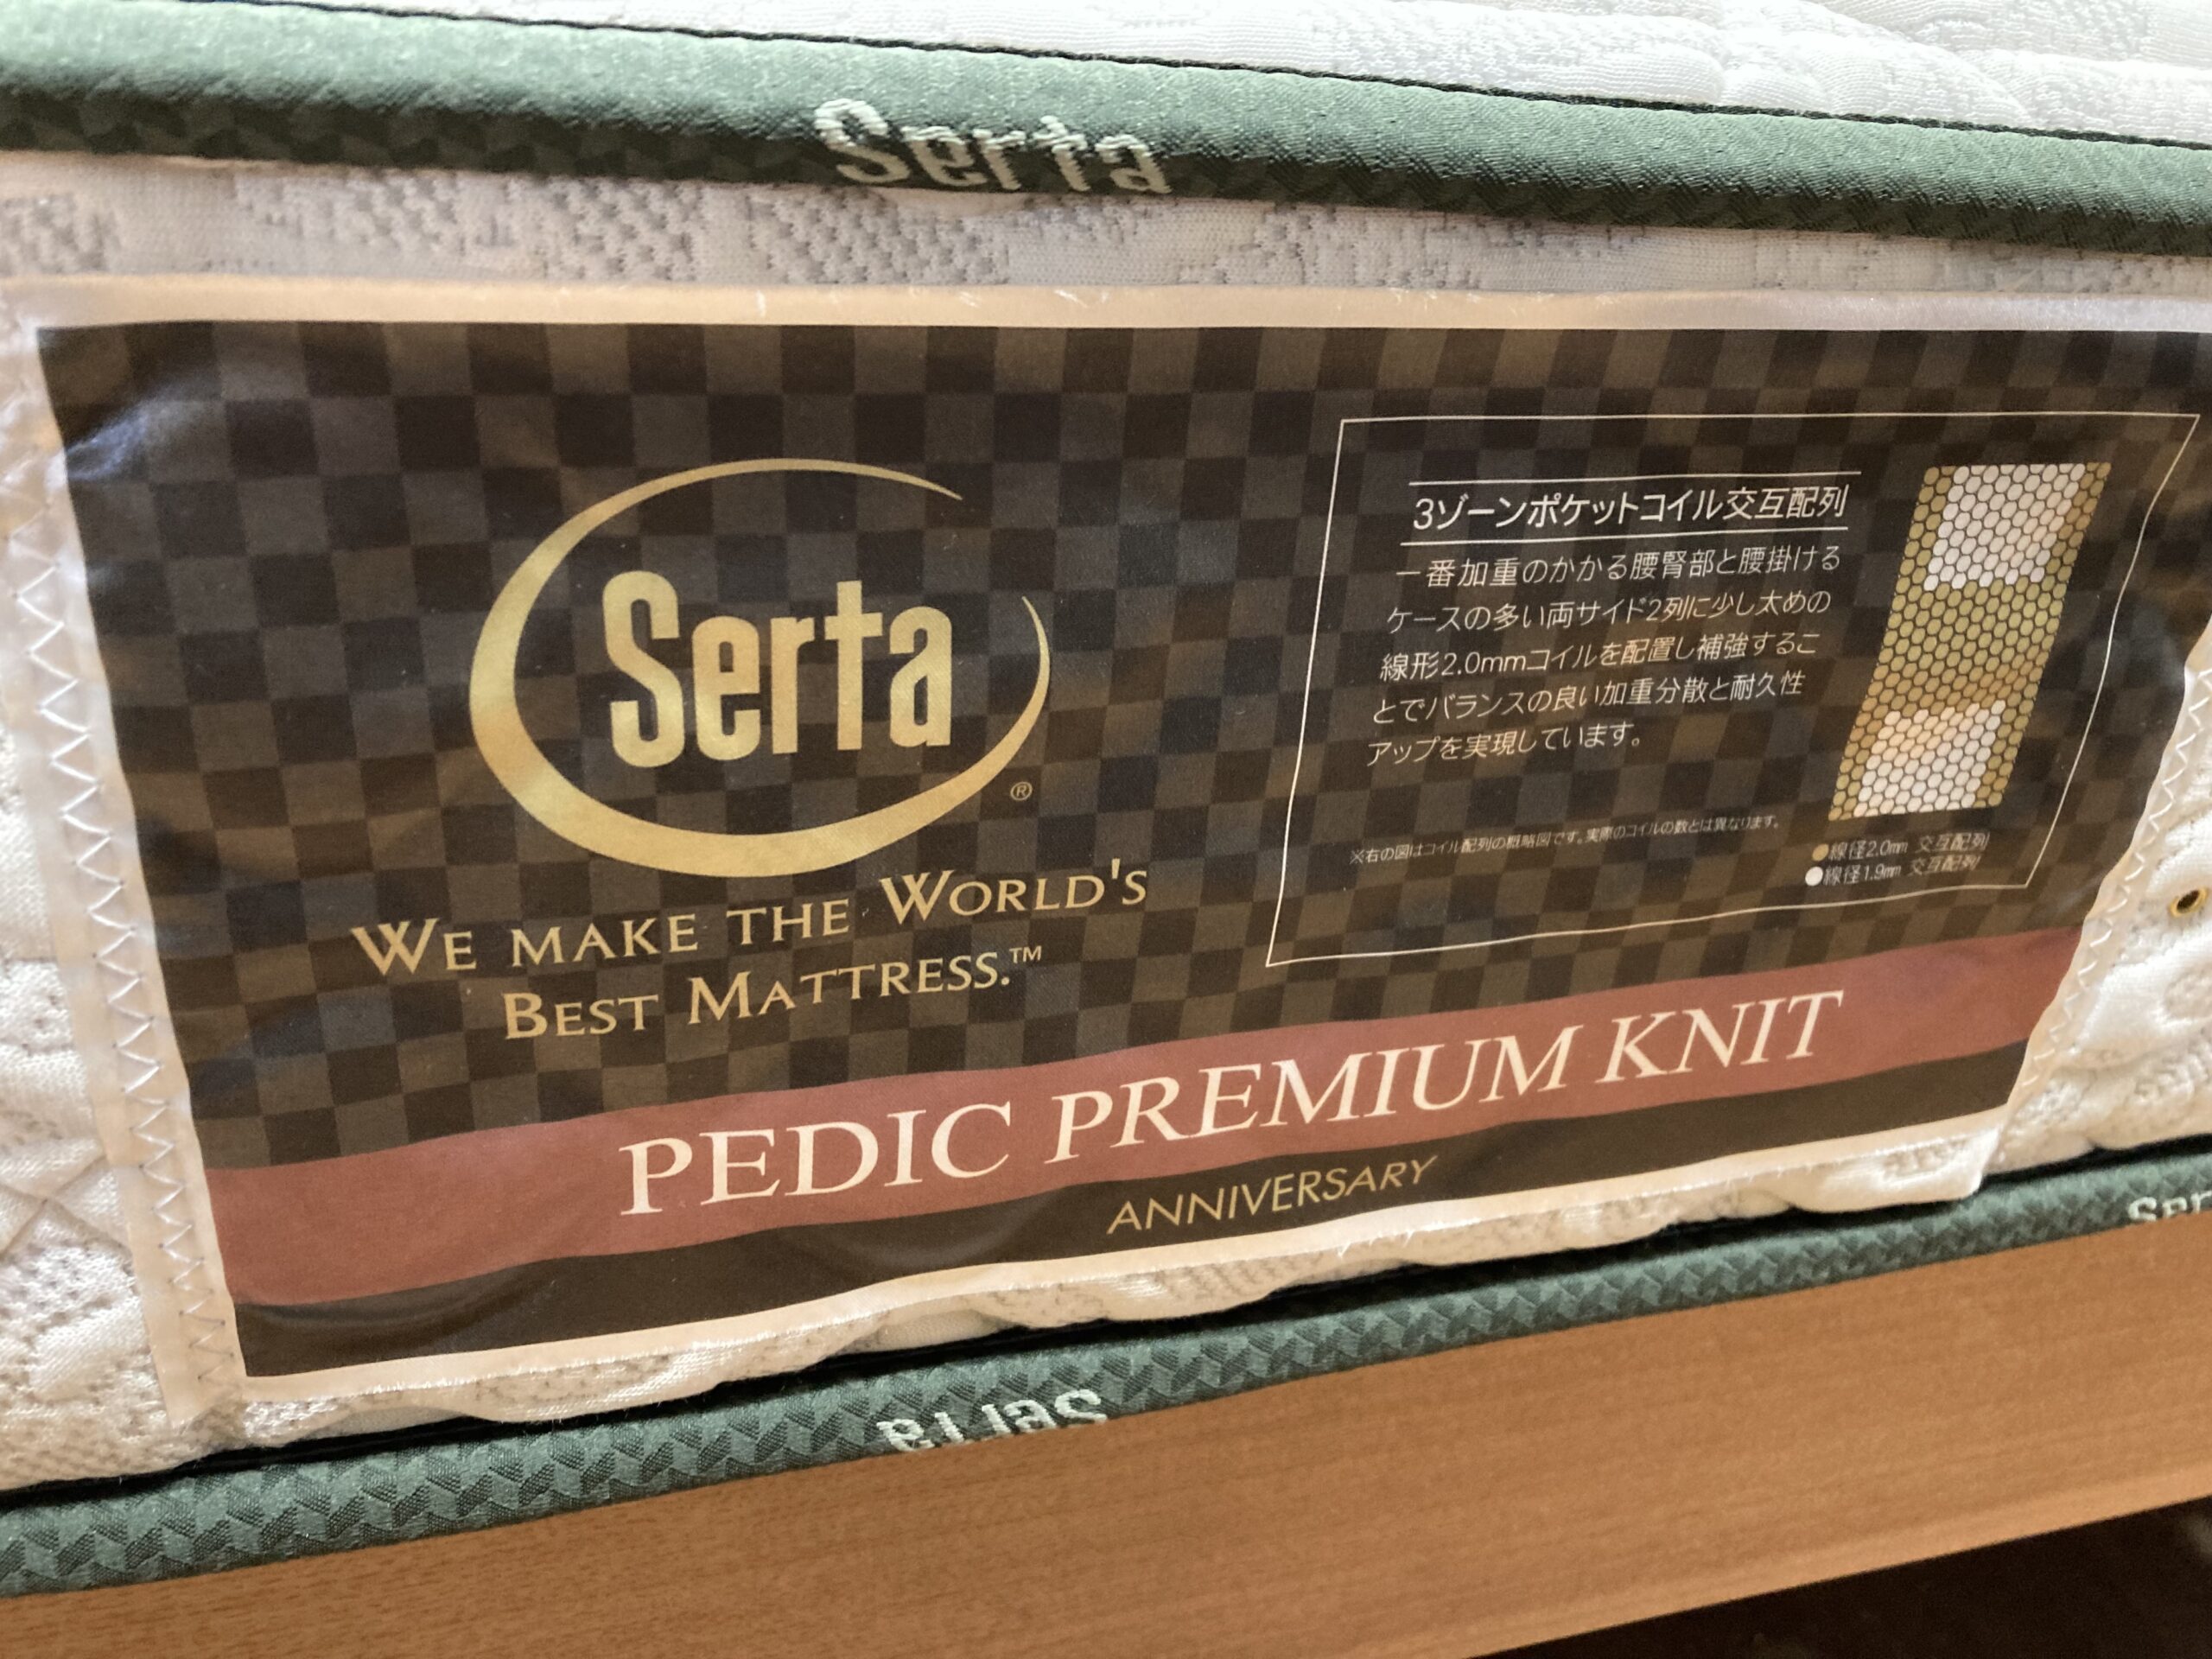 Serta
Serta
®
WE MAKE THE WORLD'S
BEST MATTRESS.™
3ゾーンポケットコイル交互配列
一番加重のかかる腰腎部と腰掛ける
ケースの多い両サイド2列に少し太めの
線形2.0mmコイルを配置し補強するこ
とでバランスの良い加重分散と耐久性
アップを実現しています。
※右の図はコイル配列の概略図です。実際のコイルの数とは異なります。
線径2.0mm 交互配列
線径1.9mm 交互配列
PEDIC PREMIUM KNIT
ANNIVERSARY
Serta